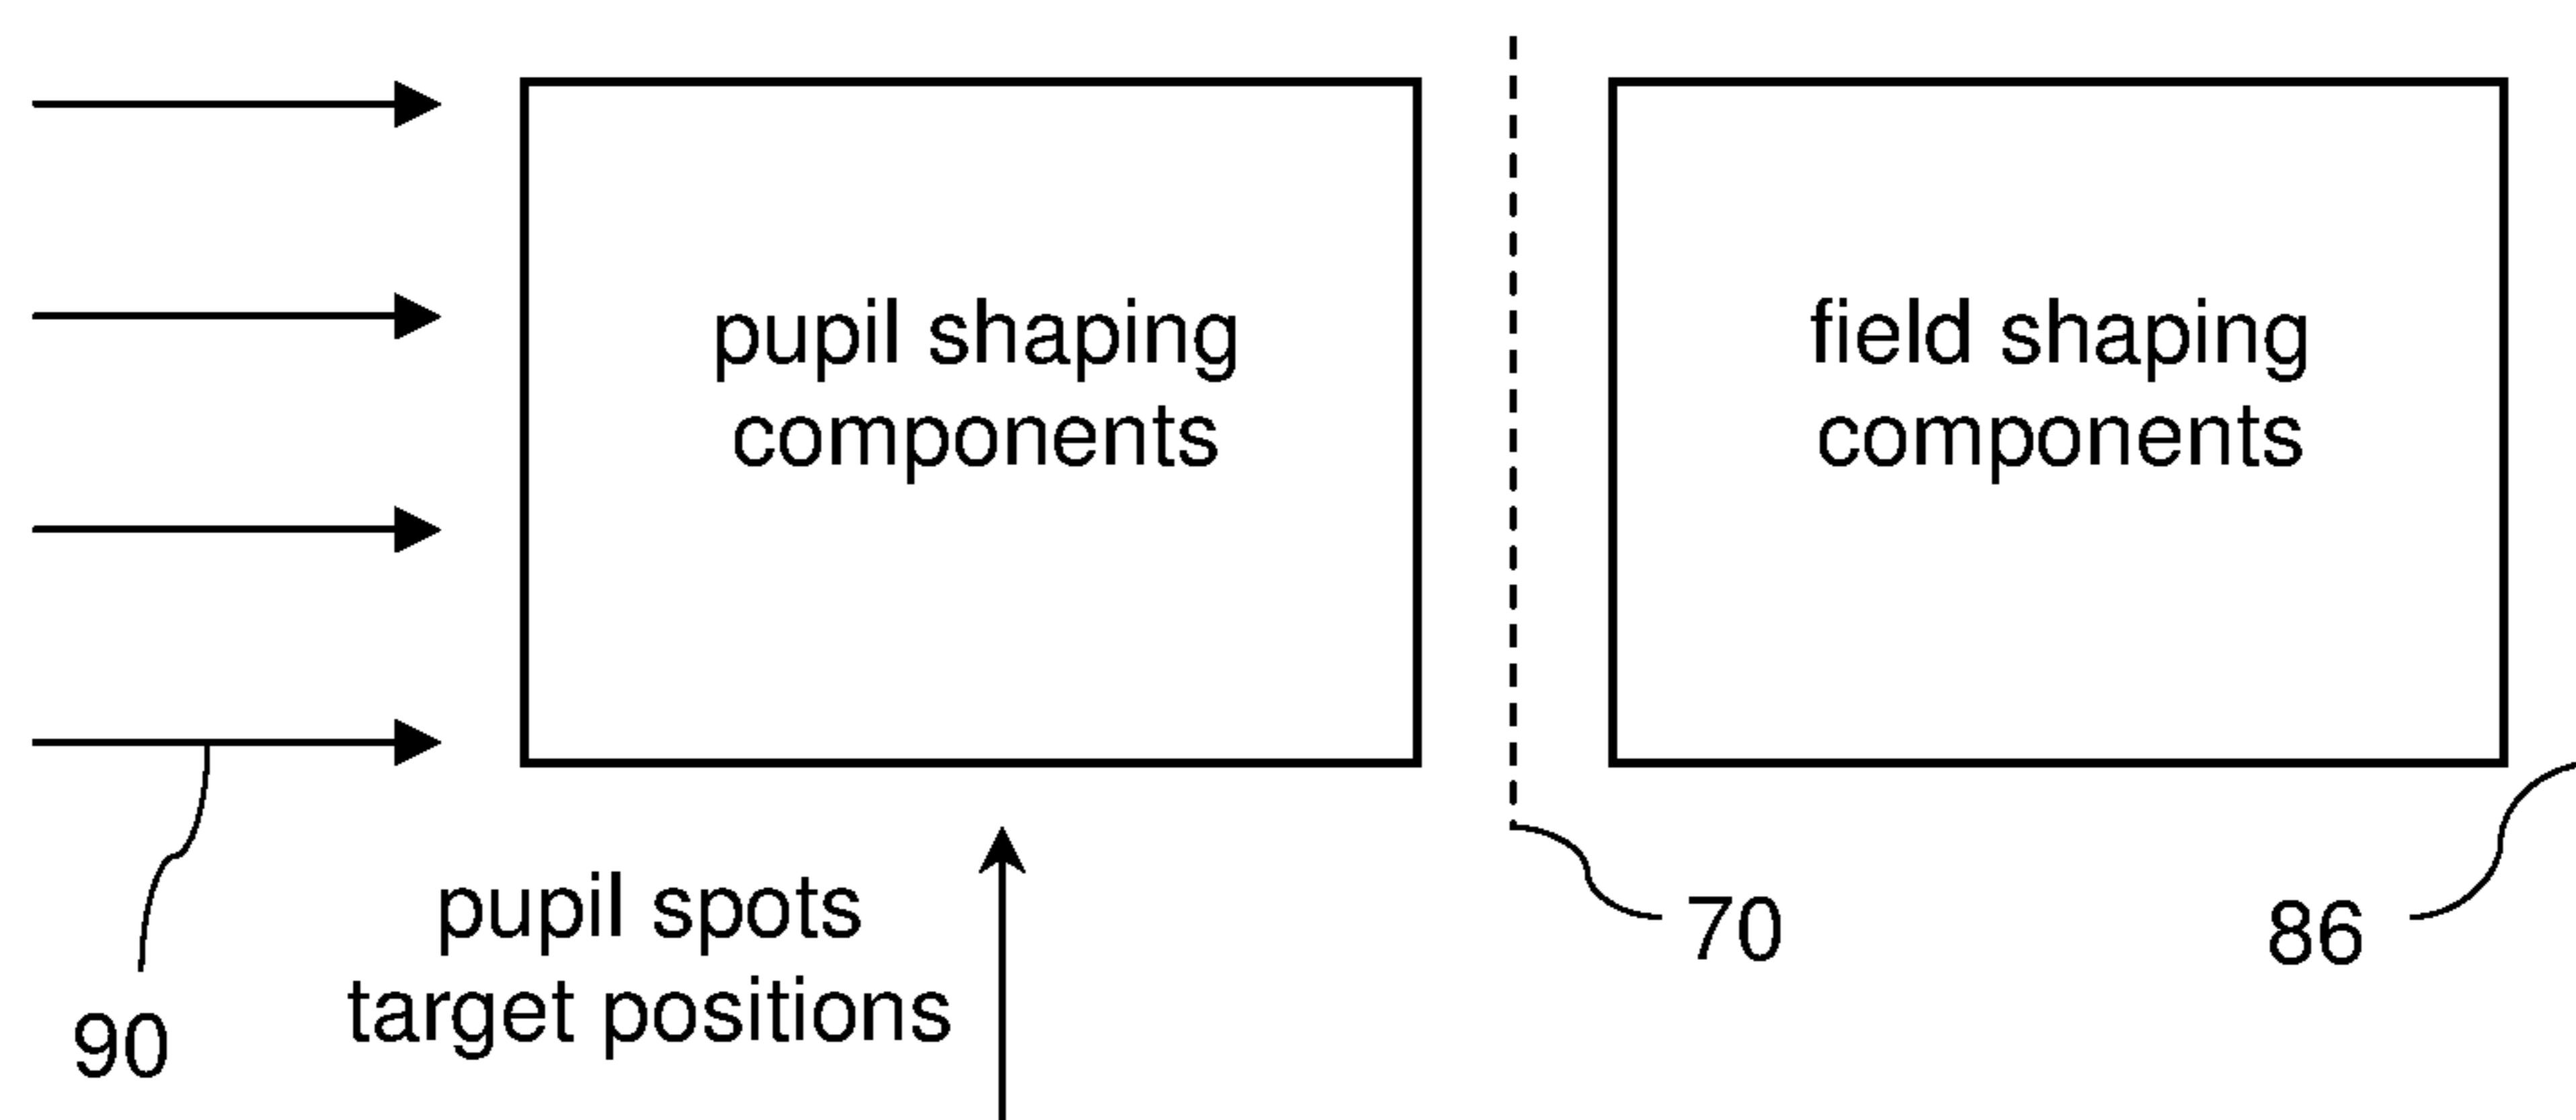 pupil shaping
components
field shaping
components
pupil spots
target positions
70
86
90